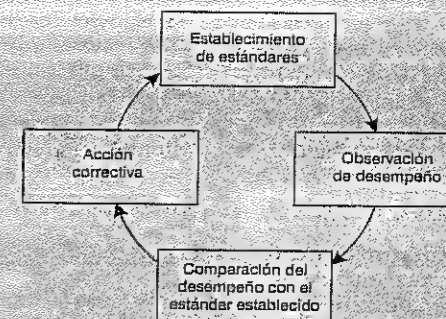 Establecimiento
de estándares
Observación
de desempeño
Comparación del
desempeño con el
estándar establecido
Acción
correctiva